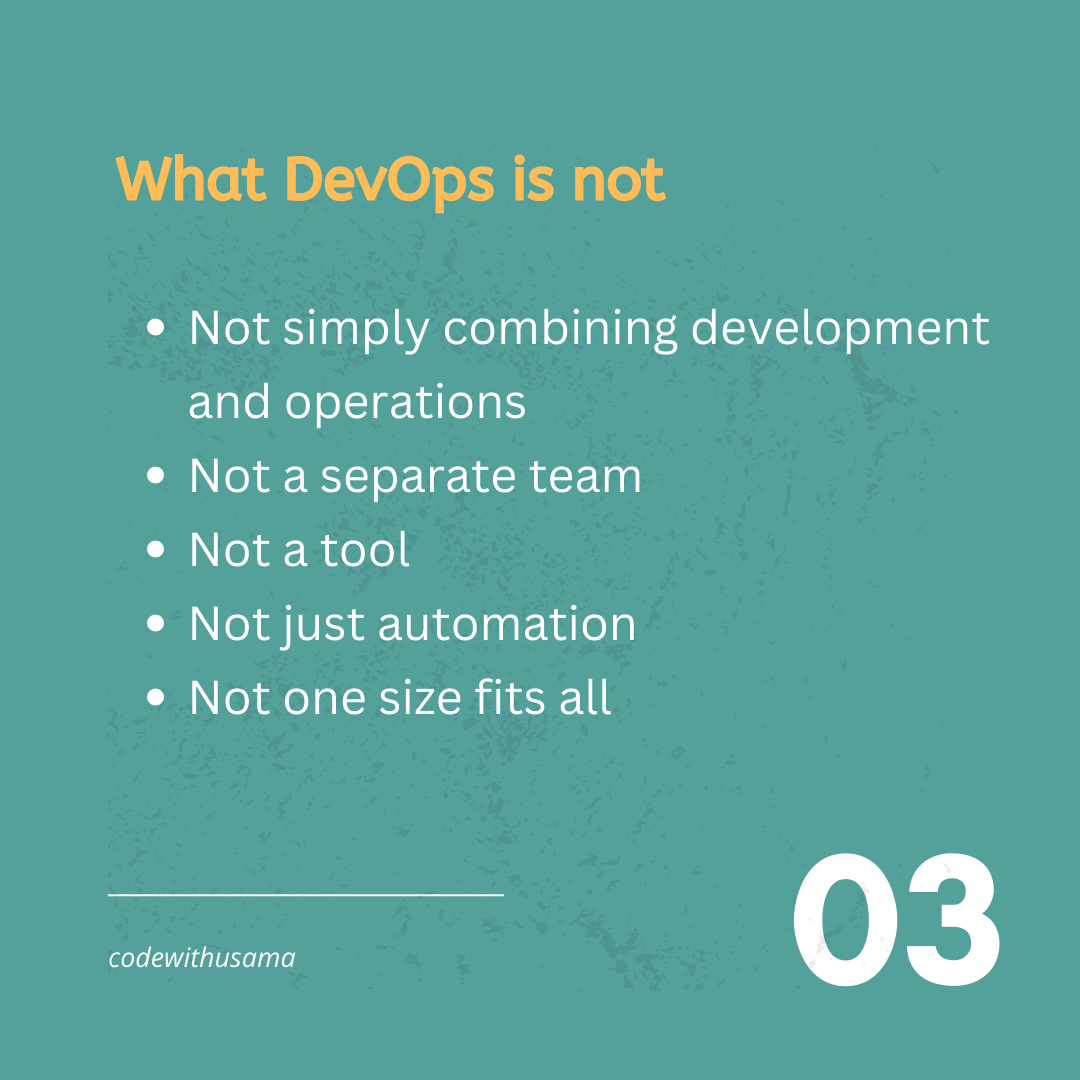 What DevOps is not
• Not simply combining development
and operations
• Not a separate team
• Not a tool
• Not just automation
• Not one size fits all
codewithusama
03